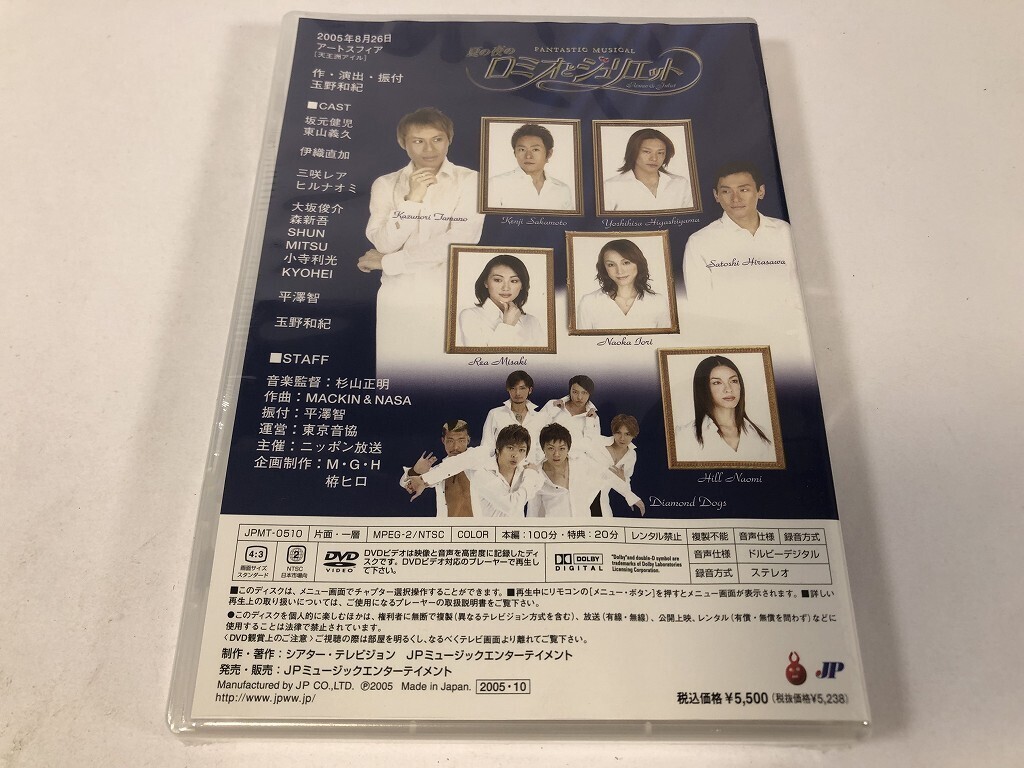 2005年8月26日
アートスフィア
[天王洲アイル]
作・演出・振付
玉野和紀
■CAST
坂元健児
東山義久
伊織直加
三咲レア
ヒルナオミ
大坂俊介
森新吾
SHUN
MITSU
小寺利光
KYOHEI
平澤智
玉野和紀
■STAFF
音楽監督：杉山正明
作曲：MACKIN & NASA
振付：平澤智
運営：東京音協
主催：ニッポン放送
企画制作：M・G・H
栫ヒロ
FANTASTIC MUSICAL
夏の夜の
ロミオとジュリエット
Romeo & Juliet
Kazunori Tamano
Kenji Sakamoto
Yoshihisa Higashiyama
Satoshi Hirasawa
Rea Misaki
Naoka Iori
Hill Naomi
Diamond Dogs
JPMT-0510 片面・一層 MPEG-2/NTSC COLOR 本編：100分・特典：20分 レンタル禁止 複製不能 音声仕様 録音方式
4:3
画面サイズ
スタンダード
2
NTSC
日本市場向
DVD
VIDEO
DVDビデオは映像と音声を高密度に記録したディ
スクです。DVDビデオ対応のプレーヤーで再生し
て下さい。
DOLBY
DIGITAL
"Dolby"and double-D symbol are
trademarks of Dolby Laboratories
Licensing Corporation.
音声仕様 ドルビーデジタル
録音方式 ステレオ
■このディスクは、メニュー画面でチャプター選択操作することができます。■再生中にリモコンの[メニュー・ボタン]を押すとメニュー画面が表示されます。■詳しい
再生上の取り扱いについては、ご使用になるプレーヤーの取扱説明書をご覧下さい。
●このディスクを個人的に楽しむほかは、権利者に無断で複製(異なるテレビジョン方式を含む)、放送(有線・無線)、公開上映、レンタル(有償・無償を問わず)などに
使用することは法律で禁止されています。
<DVD観賞上のご注意>ご視聴の際は部屋を明るくし、なるべくテレビ画面より離れてご覧下さい。
制作・著作：シアター・テレビジョン JPミュージックエンターテイメント
発売・販売：JPミュージックエンターテイメント
Manufactured by JP CO.,LTD. ℗2005 Made in Japan. 2005・10
http://www.jpww.jp/
JP
税込価格￥5,500 (税抜価格￥5,238)